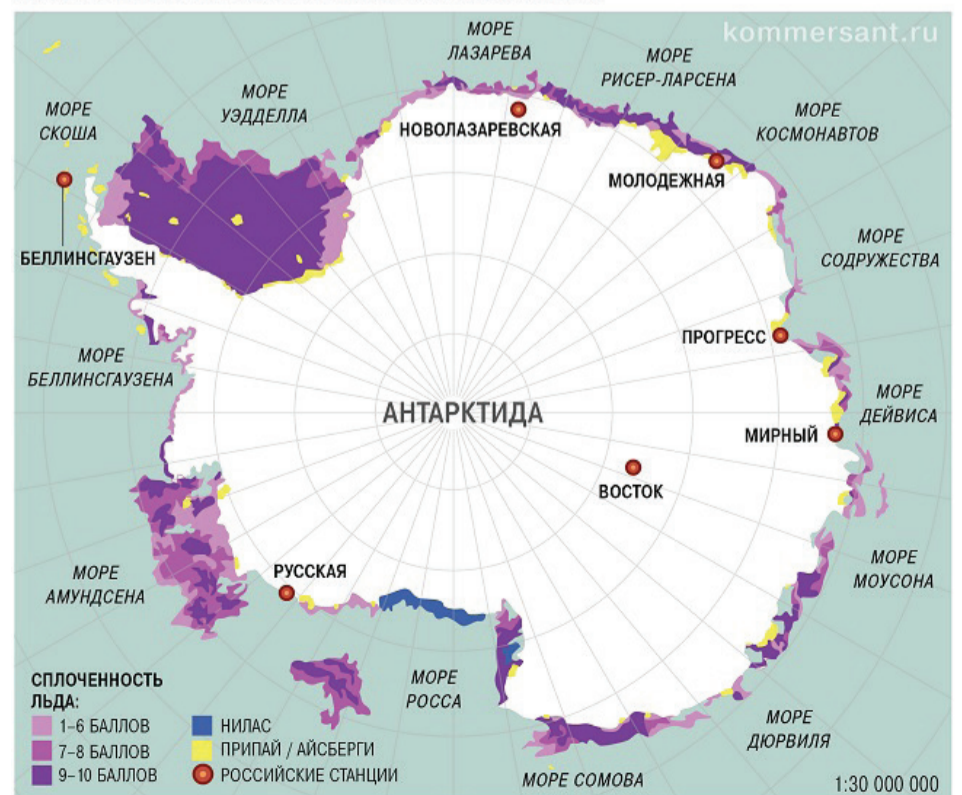 kommersant.ru
МОРЕ
ЛАЗАРЕВА
МОРЕ
РИСЕР-ЛАРСЕНА
МОРЕ
УЭДДЕЛЛА
МОРЕ
СКОША
МОРЕ
КОСМОНАВТОВ
НОВОЛАЗАРЕВСКАЯ
МОЛОДЕЖНАЯ
БЕЛЛИНСГАУЗЕН
МОРЕ
СОДРУЖЕСТВА
ПРОГРЕСС
МОРЕ
БЕЛЛИНСГАУЗЕНА
АНТАРКТИДА
МОРЕ
ДЕЙВИСА
МИРНЫЙ
ВОСТОК
МОРЕ
АМУНДСЕНА
РУССКАЯ
МОРЕ
МОУСОНА
МОРЕ
РОССА
МОРЕ
ДЮРВИЛЯ
МОРЕ СОМОВА
СПЛОЧЕННОСТЬ
ЛЬДА:
1–6 БАЛЛОВ
7–8 БАЛЛОВ
9–10 БАЛЛОВ
НИЛАС
ПРИПАЙ / АЙСБЕРГИ
РОССИЙСКИЕ СТАНЦИИ
1:30 000 000